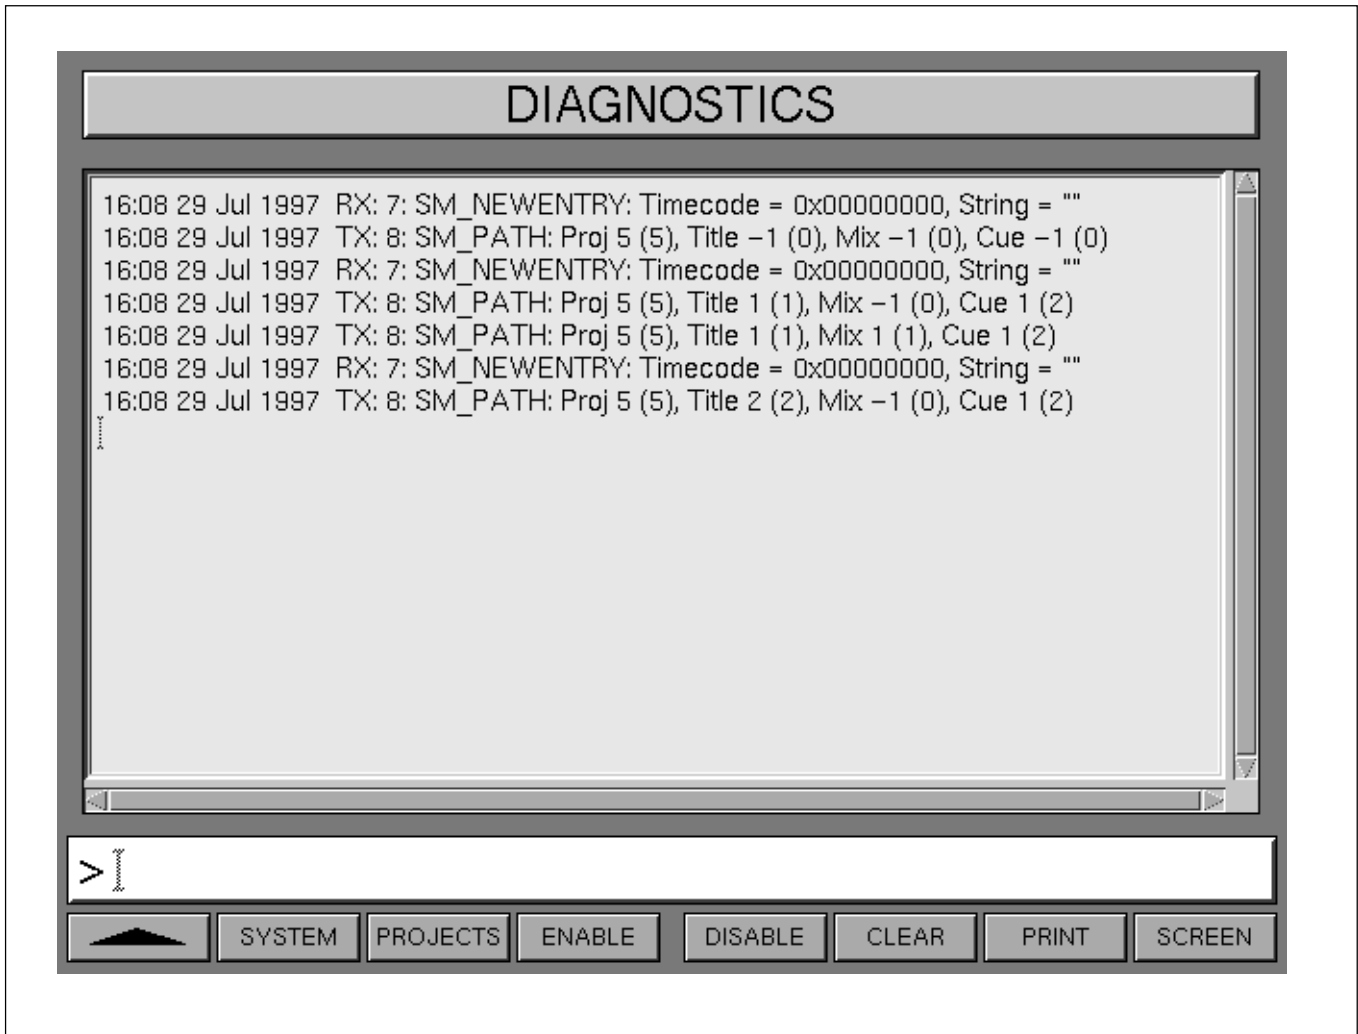 DIAGNOSTICS
16:08 29 Jul 1997 RX: 7: SM_NEWENTRY: Timecode = 0x00000000, String = ""
16:08 29 Jul 1997 TX: 8: SM_PATH: Proj 5 (5), Title −1 (0), Mix −1 (0), Cue −1 (0)
16:08 29 Jul 1997 RX: 7: SM_NEWENTRY: Timecode = 0x00000000, String = ""
16:08 29 Jul 1997 TX: 8: SM_PATH: Proj 5 (5), Title 1 (1), Mix −1 (0), Cue 1 (2)
16:08 29 Jul 1997 TX: 8: SM_PATH: Proj 5 (5), Title 1 (1), Mix 1 (1), Cue 1 (2)
16:08 29 Jul 1997 RX: 7: SM_NEWENTRY: Timecode = 0x00000000, String = ""
16:08 29 Jul 1997 TX: 8: SM_PATH: Proj 5 (5), Title 2 (2), Mix −1 (0), Cue 1 (2)
>
SYSTEM PROJECTS ENABLE DISABLE CLEAR PRINT SCREEN